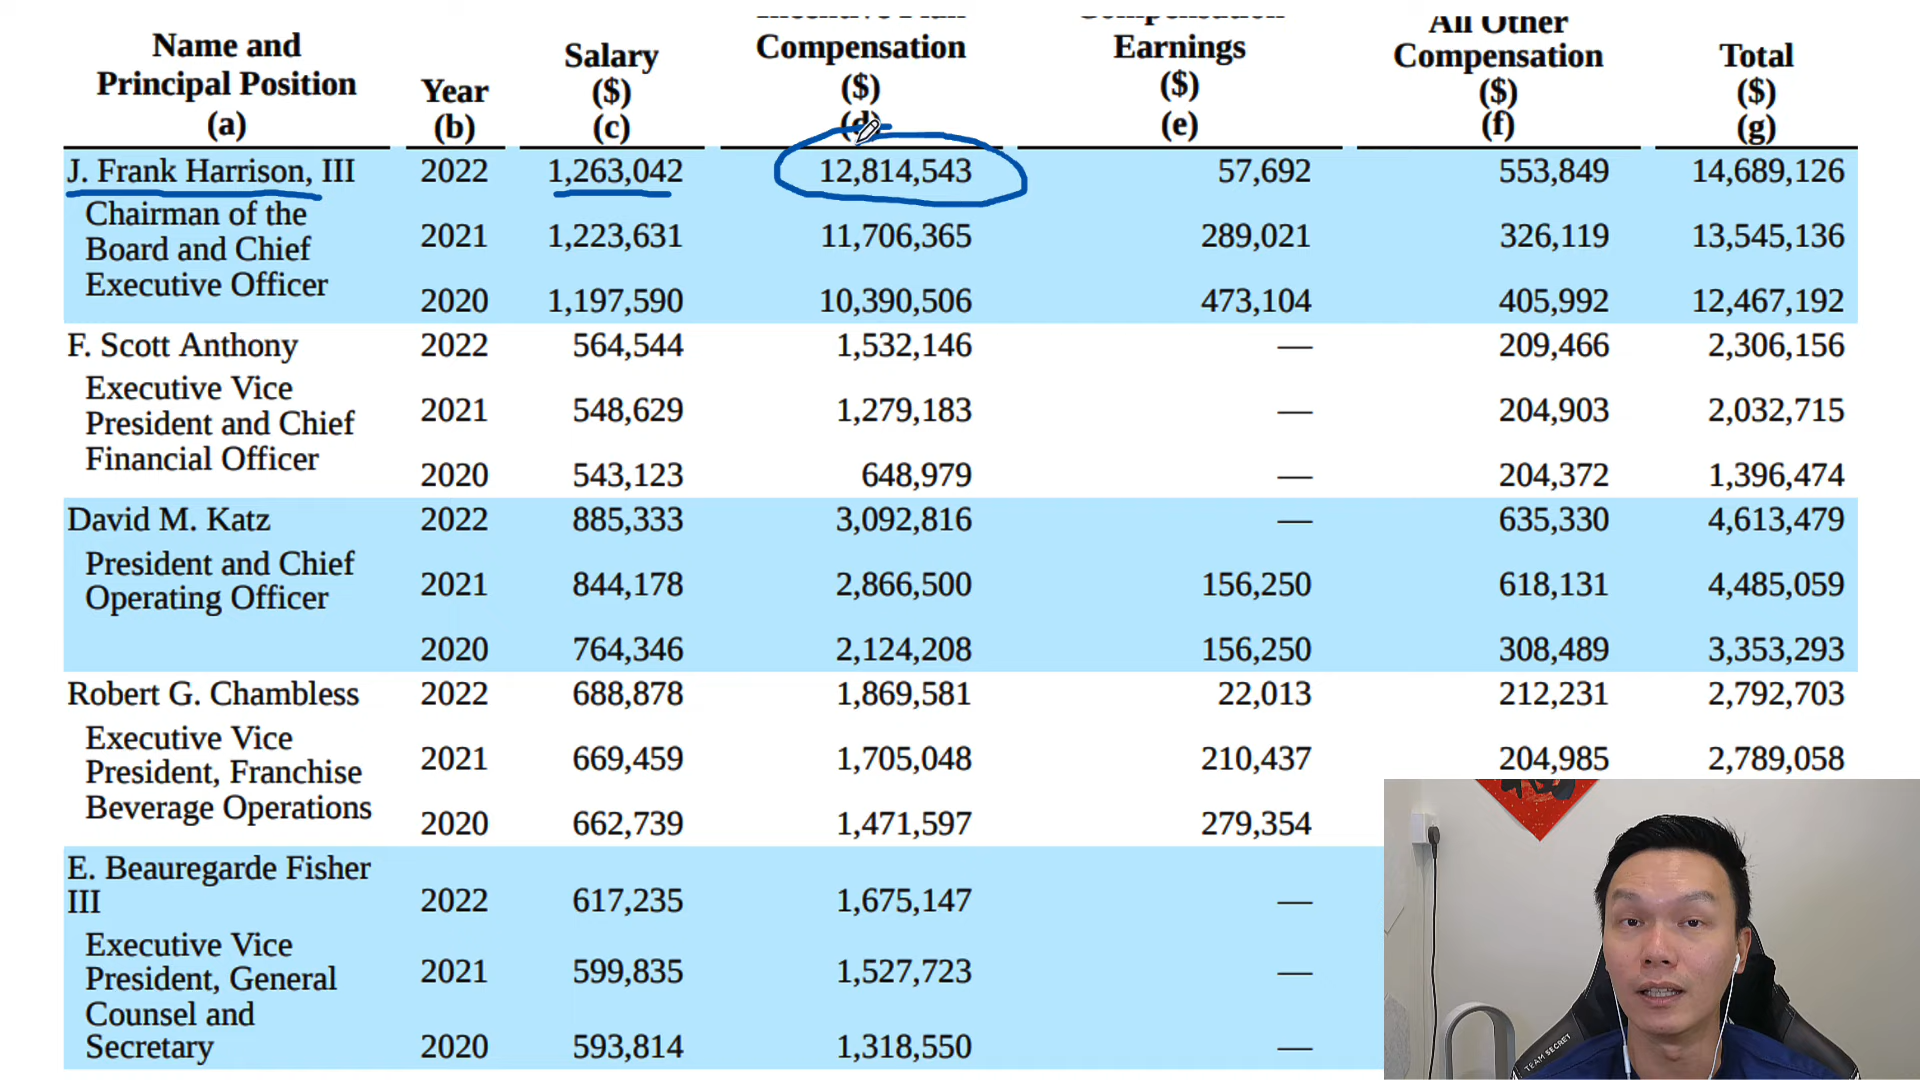 Incentive Plan Compensation All Other
Name and Compensation Earnings Compensation
Salary Total
Principal Position Year ($) ($) ($) ($) ($)
(a) (b) (c) (d) (e) (f) (g)
J. Frank Harrison, III 2022 1,263,042 12,814,543 57,692 553,849 14,689,126
Chairman of the
Board and Chief 2021 1,223,631 11,706,365 289,021 326,119 13,545,136
Executive Officer
2020 1,197,590 10,390,506 473,104 405,992 12,467,192
F. Scott Anthony 2022 564,544 1,532,146 — 209,466 2,306,156
Executive Vice
President and Chief 2021 548,629 1,279,183 — 204,903 2,032,715
Financial Officer
2020 543,123 648,979 — 204,372 1,396,474
David M. Katz 2022 885,333 3,092,816 — 635,330 4,613,479
President and Chief
Operating Officer 2021 844,178 2,866,500 156,250 618,131 4,485,059
2020 764,346 2,124,208 156,250 308,489 3,353,293
Robert G. Chambless 2022 688,878 1,869,581 22,013 212,231 2,792,703
Executive Vice
President, Franchise 2021 669,459 1,705,048 210,437 204,985 2,789,058
Beverage Operations
2020 662,739 1,471,597 279,354
E. Beauregarde Fisher
III 2022 617,235 1,675,147 —
Executive Vice
President, General 2021 599,835 1,527,723 —
Counsel and
Secretary 2020 593,814 1,318,550 —
TEAM SECRET